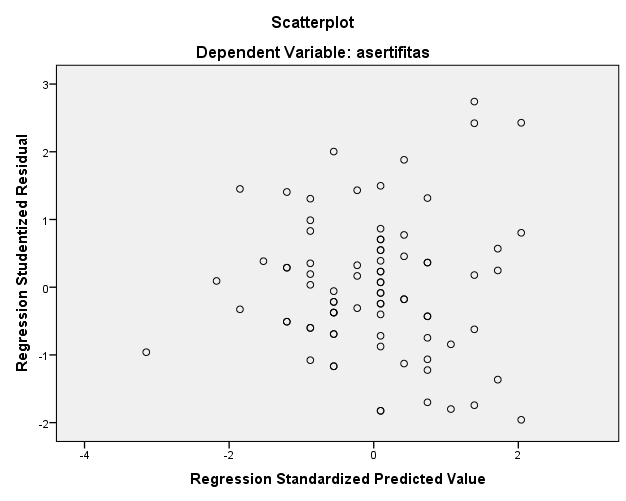 Scatterplot
Dependent Variable: asertifitas
Regression Studentized Residual
3
2
1
0
-1
-2
-4
-2
0
2
Regression Standardized Predicted Value